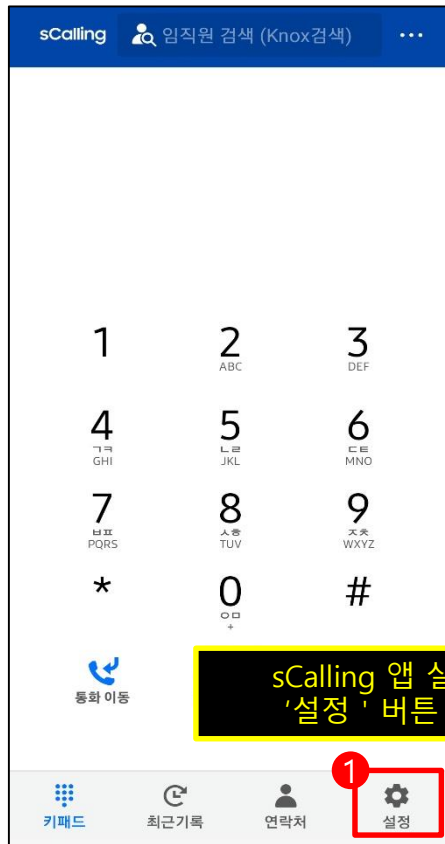 sCalling 임직원 검색 (Knox검색) ...
1 2 3
ABC DEF
4 5 6
ㄱㅋ ㄴㄹ ㄷㅌ
GHI JKL MNO
7 8 9
ㅂㅍ ㅅㅎ ㅈㅊ
PQRS TUV WXYZ
* 0 #
ㅇㅁ
+
통화 이동
sCalling 앱
'설정 ' 버튼
1
키패드 최근기록 연락처 설정